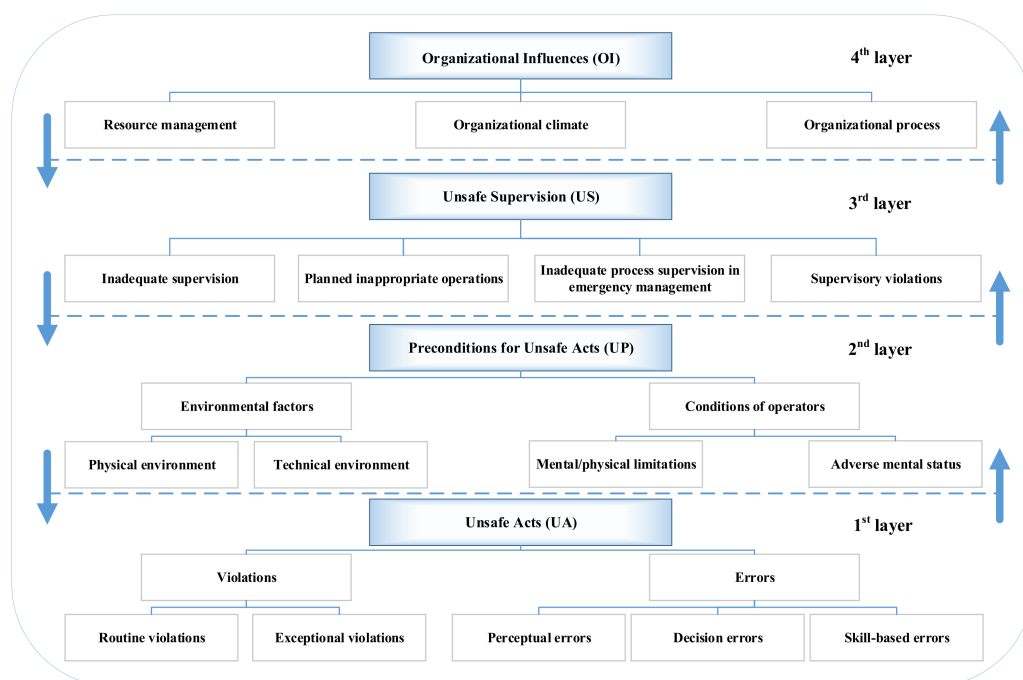 Organizational Influences (OI)
4th layer
Resource management
Organizational climate
Organizational process
Unsafe Supervision (US)
3rd layer
Inadequate supervision
Planned inappropriate operations
Inadequate process supervision in
emergency management
Supervisory violations
Preconditions for Unsafe Acts (UP)
2nd layer
Environmental factors
Conditions of operators
Physical environment
Technical environment
Mental/physical limitations
Adverse mental status
Unsafe Acts (UA)
1st layer
Violations
Errors
Routine violations
Exceptional violations
Perceptual errors
Decision errors
Skill-based errors